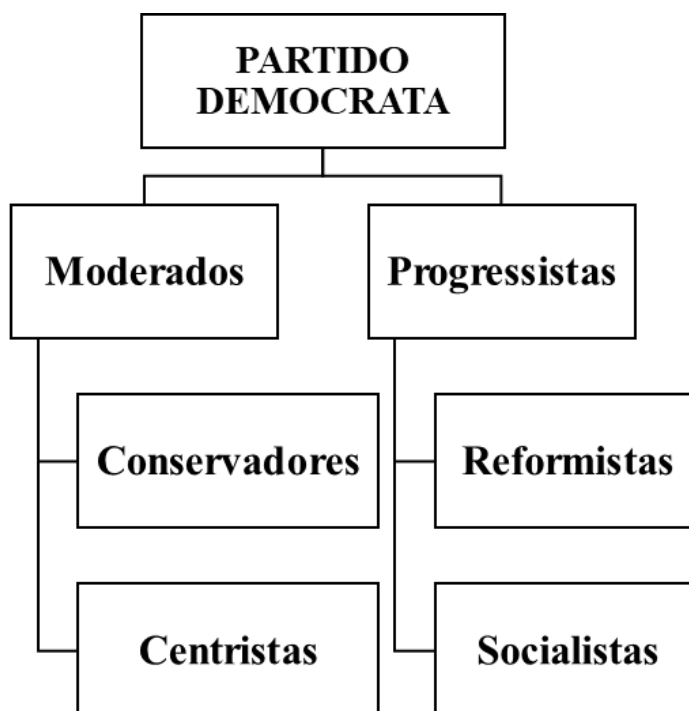 PARTIDO
DEMOCRATA
Moderados
Progressistas
Conservadores
Reformistas
Centristas
Socialistas